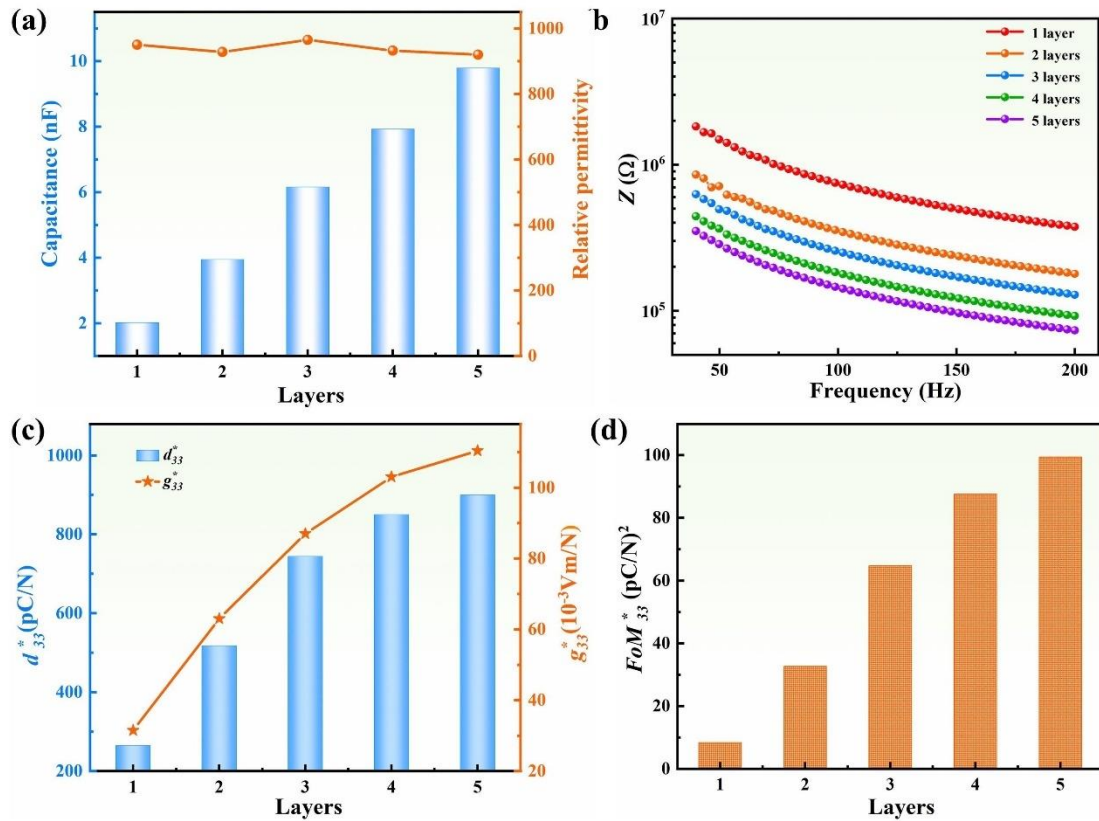 (a)
Capacitance (nF)
10
8
6
4
2
1000
800
600
400
200
0
Relative permittivity
1 2 3 4 5
Layers
b
Z (Ω)
10⁷
10⁶
10⁵
1 layer
2 layers
3 layers
4 layers
5 layers
50 100 150 200
Frequency (Hz)
(c)
d*33 (pC/N)
1000
800
600
400
200
d*33
g*33
100
80
60
40
20
g*33 (10⁻³Vm/N)
1 2 3 4 5
Layers
(d)
FoM*33 (pC/N)²
100
80
60
40
20
0
1 2 3 4 5
Layers